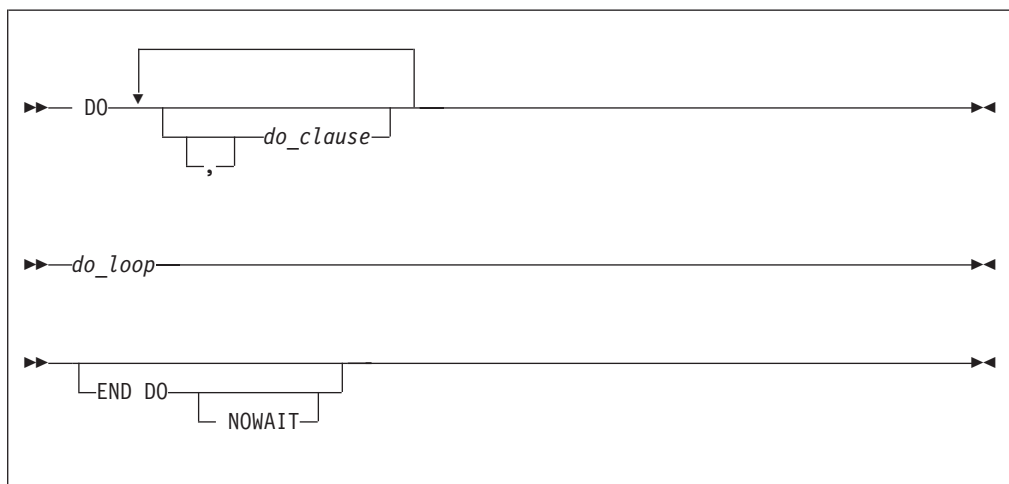 DO
do_clause
,
do_loop
END DO
NOWAIT